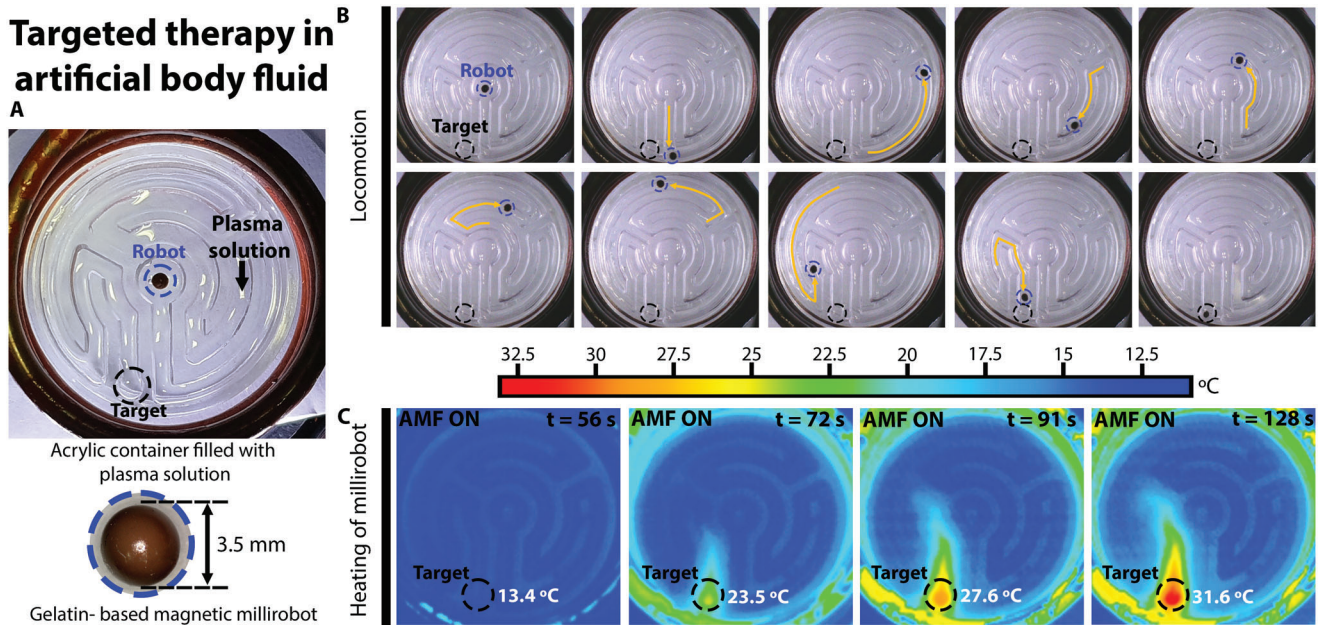 Targeted therapy in
artificial body fluid
A
Robot
Plasma
solution
Target
Acrylic container filled with
plasma solution
3.5 mm
Gelatin- based magnetic millirobot
B
Locomotion
Robot
Target
32.5 30 27.5 25 22.5 20 17.5 15 12.5
ºC
C
Heating of millirobot
AMF ON t = 56 s
Target
13.4 ºC
AMF ON t = 72 s
Target
23.5 ºC
AMF ON t = 91 s
Target
27.6 ºC
AMF ON t = 128 s
Target
31.6 ºC